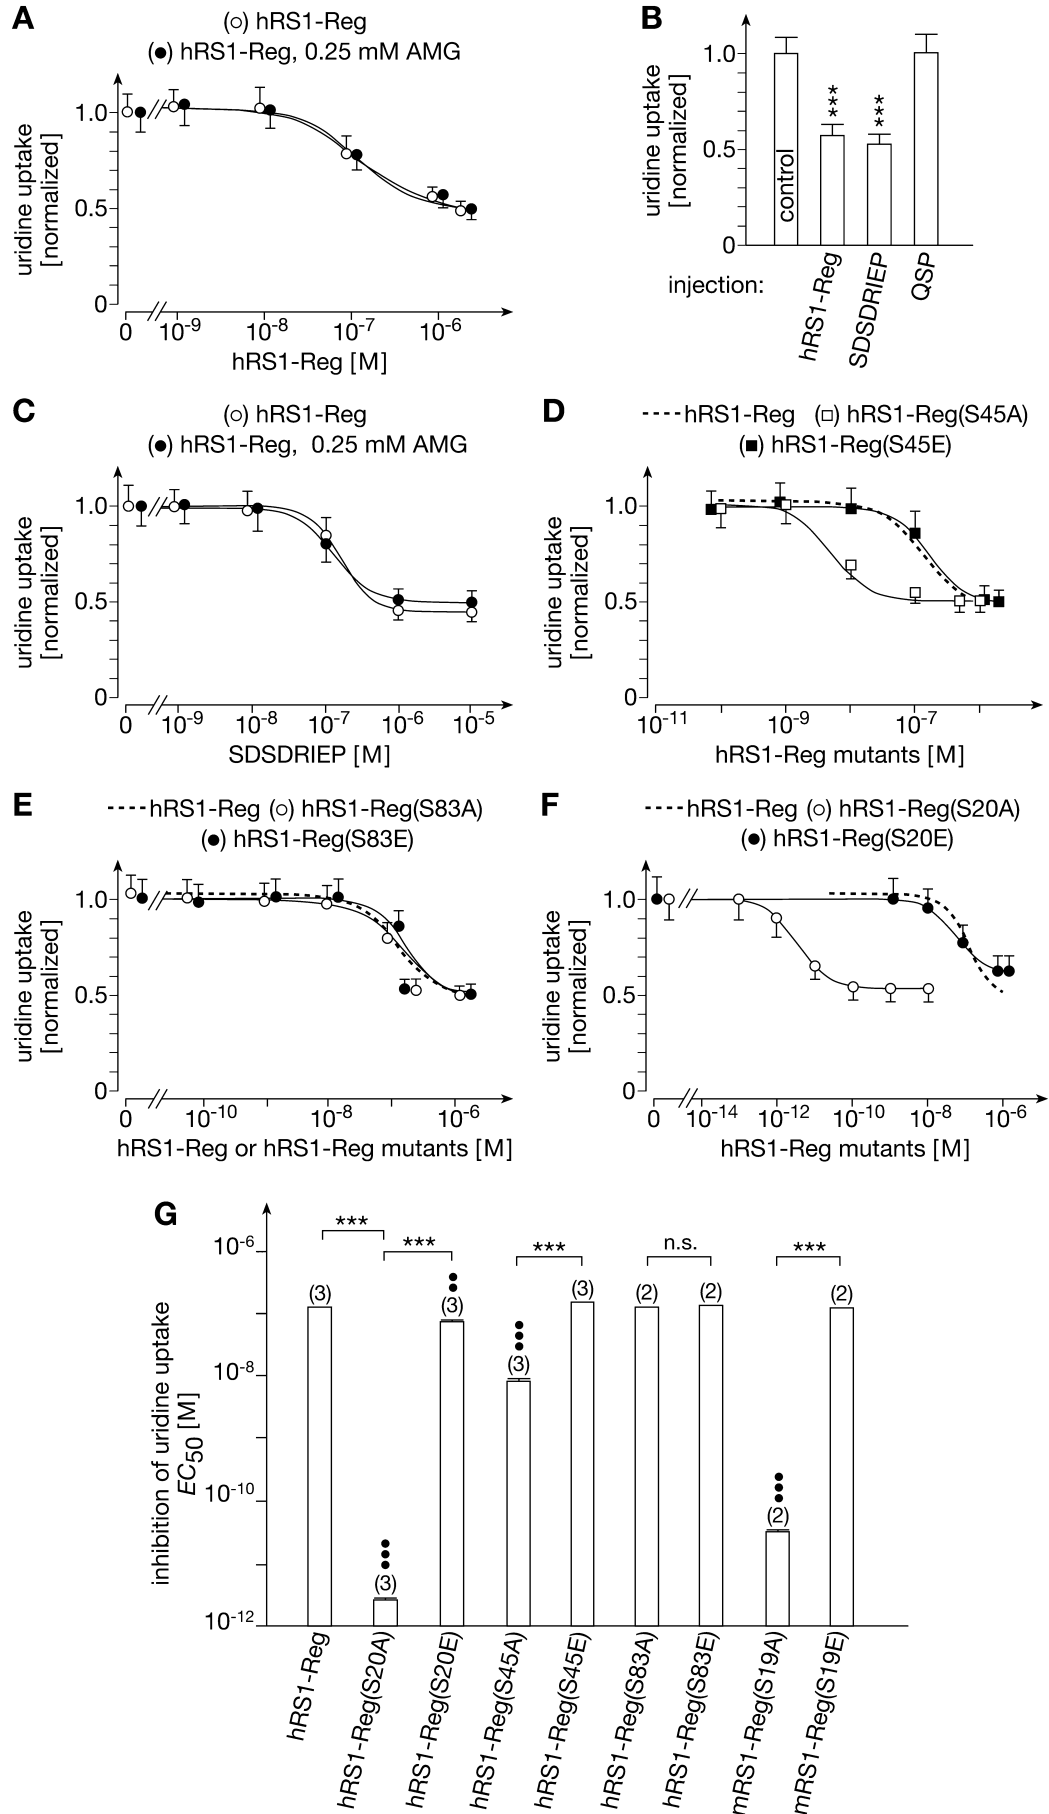 A
(○) hRS1-Reg
(●) hRS1-Reg, 0.25 mM AMG
uridine uptake
[normalized]
1.0
0.5
0
0 10-9 10-8 10-7 10-6
hRS1-Reg [M]
B
uridine uptake
[normalized]
1.0
0.5
0
control
***
***
injection:
hRS1-Reg
SDSDRIEP
QSP
C
(○) hRS1-Reg
(●) hRS1-Reg, 0.25 mM AMG
uridine uptake
[normalized]
1.0
0.5
0
0 10-9 10-8 10-7 10-6 10-5
SDSDRIEP [M]
D
hRS1-Reg (□) hRS1-Reg(S45A)
(■) hRS1-Reg(S45E)
uridine uptake
[normalized]
1.0
0.5
0
10-11 10-9 10-7
hRS1-Reg mutants [M]
E
hRS1-Reg (○) hRS1-Reg(S83A)
(●) hRS1-Reg(S83E)
uridine uptake
[normalized]
1.0
0.5
0
0 10-10 10-8 10-6
hRS1-Reg or hRS1-Reg mutants [M]
F
hRS1-Reg (○) hRS1-Reg(S20A)
(●) hRS1-Reg(S20E)
uridine uptake
[normalized]
1.0
0.5
0
0 10-14 10-12 10-10 10-8 10-6
hRS1-Reg mutants [M]
G
inhibition of uridine uptake
EC50 [M]
10-6
10-8
10-10
10-12
***
***
***
n.s.
***
(3)
(3)
(3)
(3)
(3)
(2)
(2)
(2)
(2)
hRS1-Reg
hRS1-Reg(S20A)
hRS1-Reg(S20E)
hRS1-Reg(S45A)
hRS1-Reg(S45E)
hRS1-Reg(S83A)
hRS1-Reg(S83E)
mRS1-Reg(S19A)
mRS1-Reg(S19E)